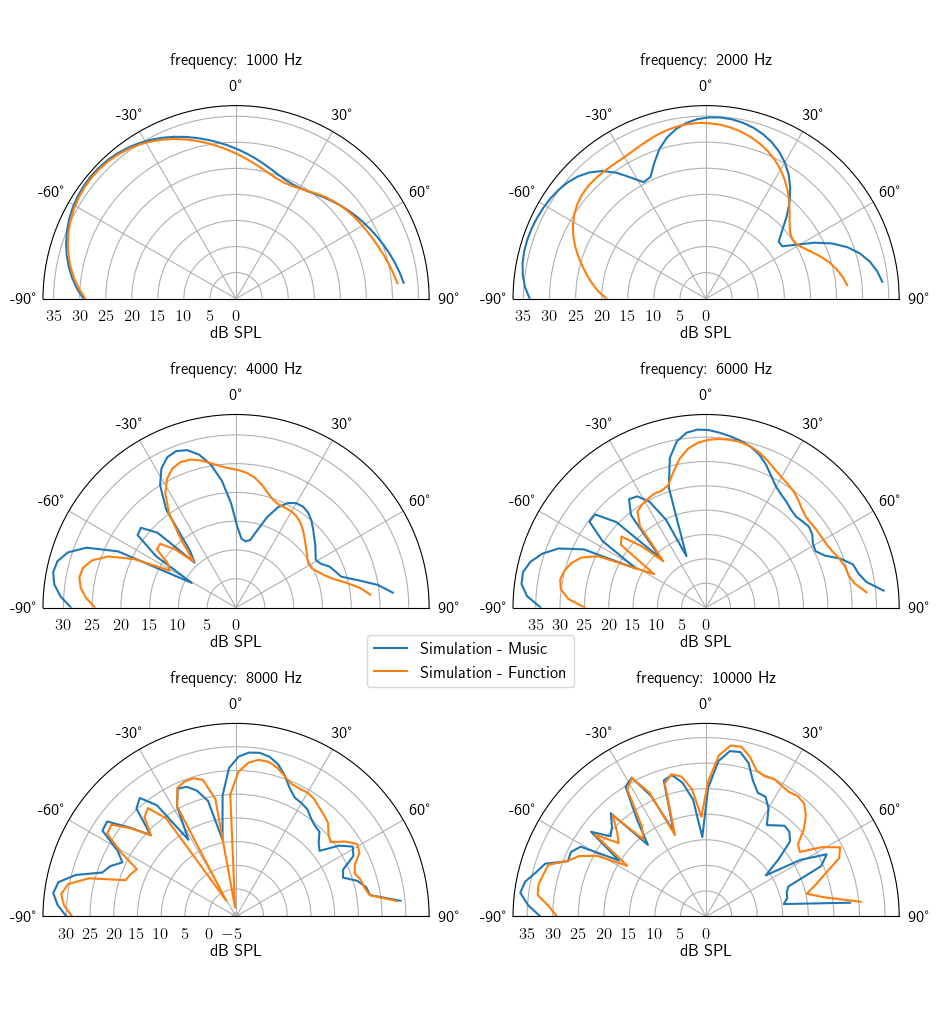 frequency: 1000 Hz
0°
-30° 30°
-60° 60°
-90° 90°
35 30 25 20 15 10 5 0
dB SPL
frequency: 2000 Hz
0°
-30° 30°
-60° 60°
-90° 90°
35 30 25 20 15 10 5 0
dB SPL
frequency: 4000 Hz
0°
-30° 30°
-60° 60°
-90° 90°
30 25 20 15 10 5 0
dB SPL
frequency: 6000 Hz
0°
-30° 30°
-60° 60°
-90° 90°
35 30 25 20 15 10 5 0
dB SPL
Simulation - Music
Simulation - Function
frequency: 8000 Hz
0°
-30° 30°
-60° 60°
-90° 90°
30 25 20 15 10 5 0 −5
dB SPL
frequency: 10000 Hz
0°
-30° 30°
-60° 60°
-90° 90°
35 30 25 20 15 10 5 0
dB SPL